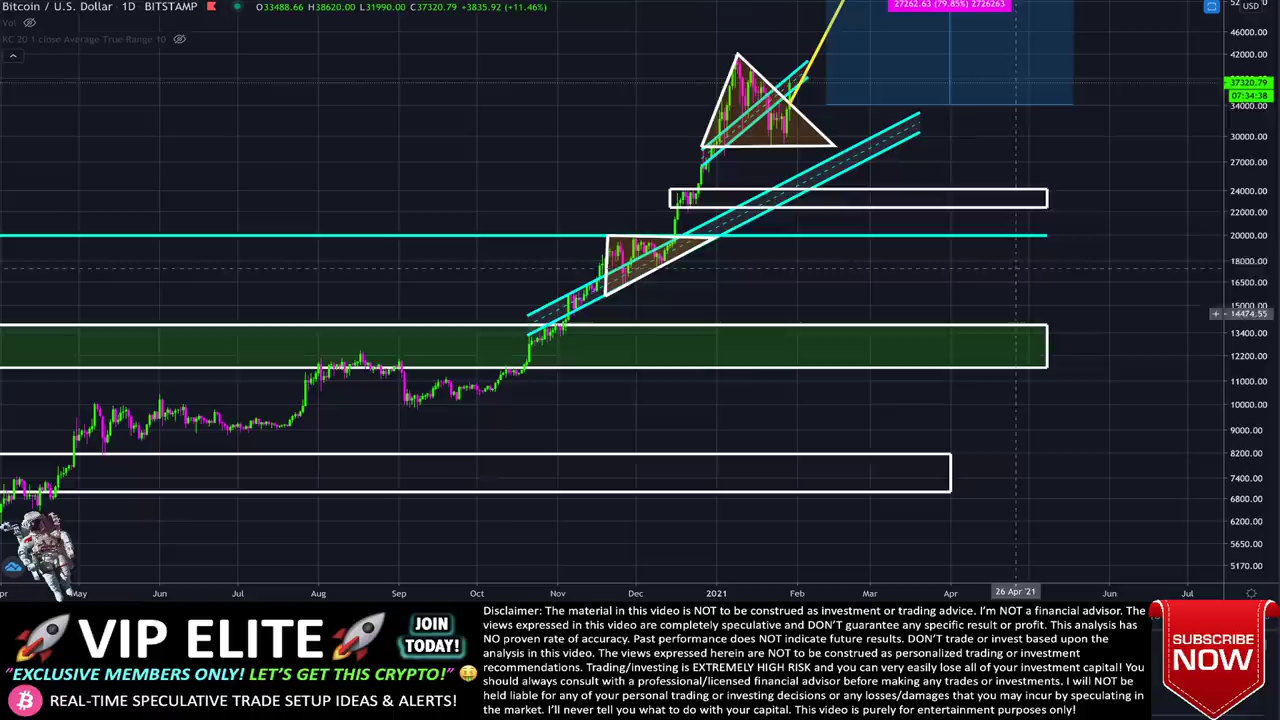 Bitcoin / U.S. Dollar · 1D · BITSTAMP O33488.66 H38620.00 L31990.00 C37320.79 +3835.92 (+11.46%)
Vol
KC 20 1 close Average True Range 10
27262.63 (79.85%) 2726263
USD
46000.00
42000.00
37320.79
07:34:38
34000.00
30000.00
27000.00
24000.00
22000.00
20000.00
18000.00
16500.00
15000.00
14474.55
13400.00
12200.00
11000.00
10000.00
9000.00
8200.00
7400.00
6800.00
6200.00
5650.00
5170.00
May Jun Jul Aug Sep Oct Nov Dec 2021 Feb Mar Apr 26 Apr '21 Jun Jul
VIP ELITE
JOIN
TODAY!
"EXCLUSIVE MEMBERS ONLY! LET'S GET THIS CRYPTO!"
REAL-TIME SPECULATIVE TRADE SETUP IDEAS & ALERTS!
Disclaimer: The material in this video is NOT to be construed as investment or trading advice. I'm NOT a financial advisor. The
views expressed in this video are completely speculative and DON'T guarantee any specific result or profit. This analysis has
NO proven rate of accuracy. Past performance does NOT indicate future results. DON'T trade or invest based upon the
analysis in this video. The views expressed herein are NOT to be construed as personalized trading or investment
recommendations. Trading/investing is EXTREMELY HIGH RISK and you can very easily lose all of your investment capital! You
should always consult with a professional/licensed financial advisor before making any trades or investments. I will NOT be
held liable for any of your personal trading or investing decisions or any losses/damages that you may incur by speculating in
the market. I'll never tell you what to do with your capital. This video is purely for entertainment purposes only!
SUBSCRIBE
NOW